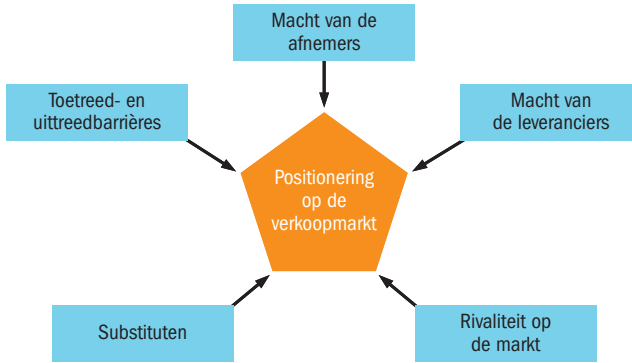 Macht van de
afnemers
Toetreed- en
uittreedbarrières
Macht van
de leveranciers
Positionering
op de
verkoopmarkt
Substituten
Rivaliteit op
de markt